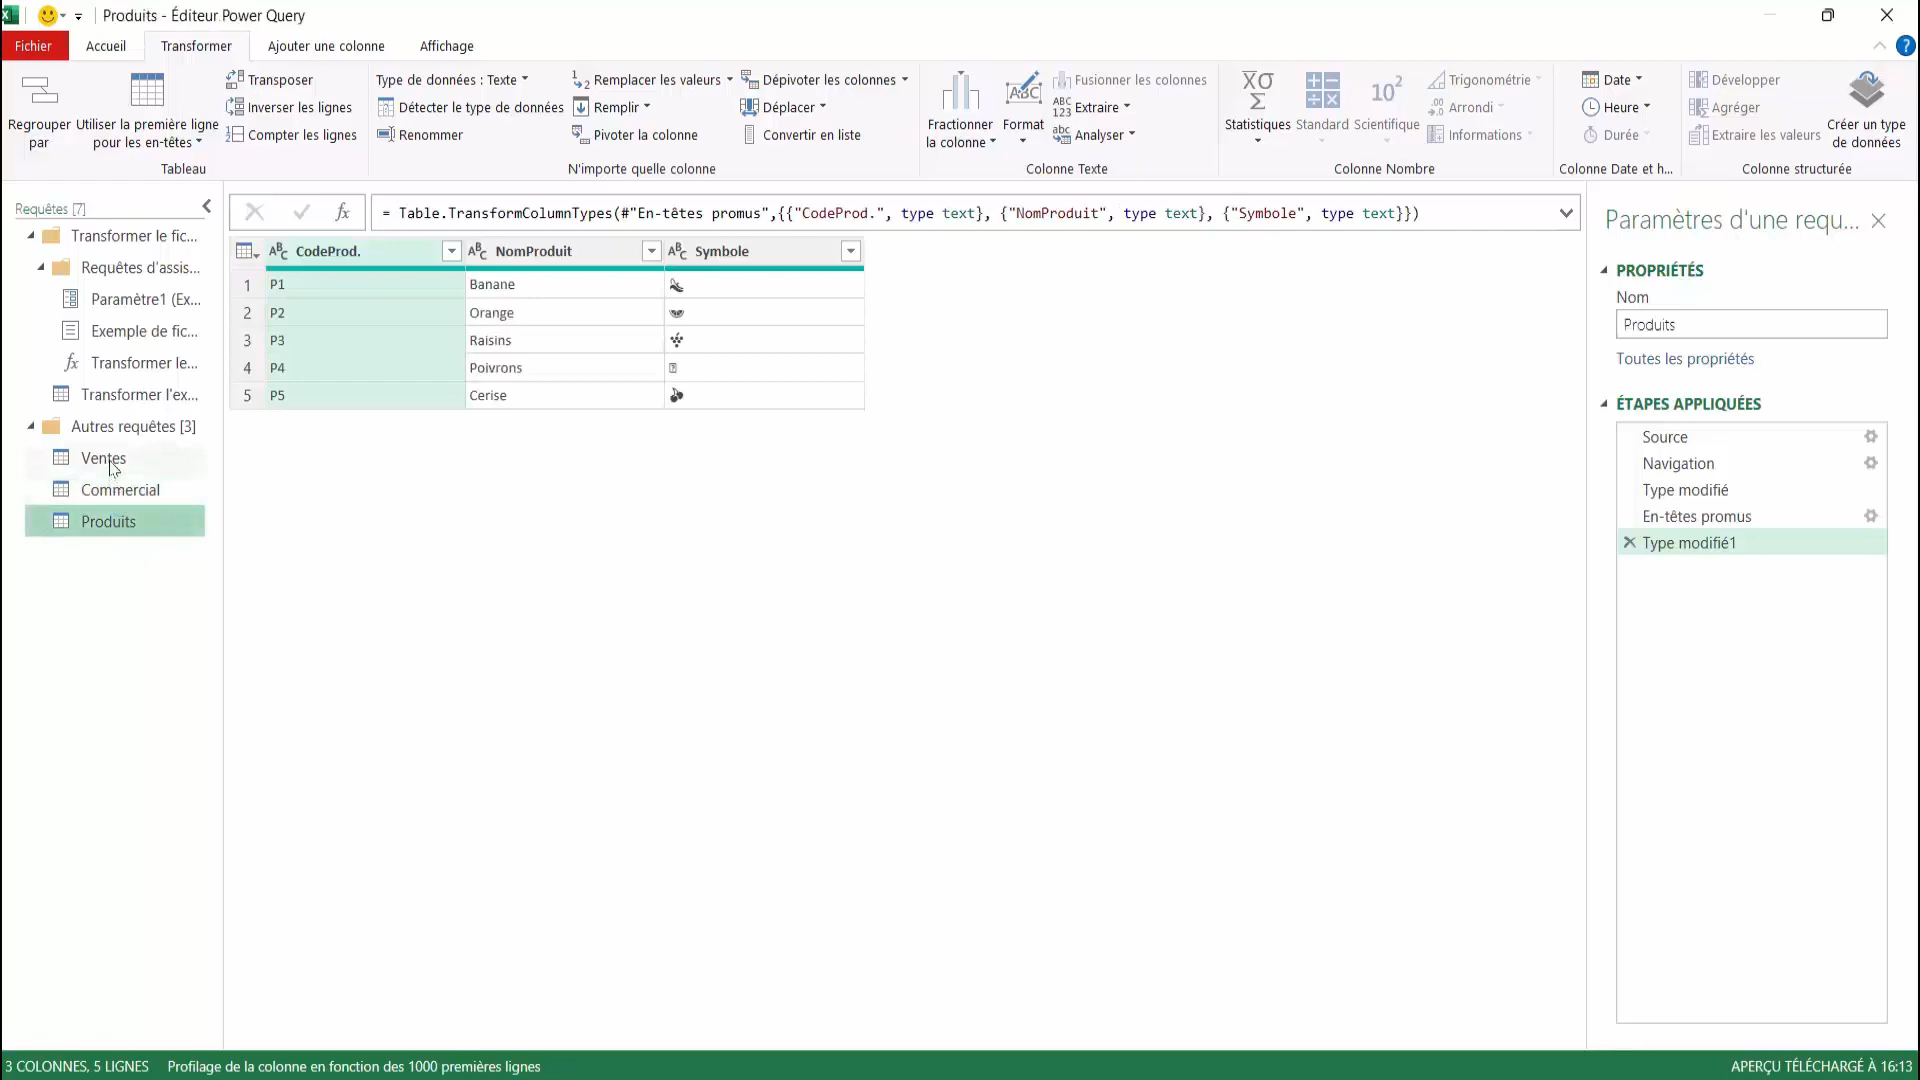 Produits - Éditeur Power Query
Fichier
Accueil
Transformer
Ajouter une colonne
Affichage
Regrouper
par
Utiliser la première ligne
pour les en-têtes
Transposer
Inverser les lignes
Compter les lignes
Tableau
Type de données : Texte
Détecter le type de données
Renommer
Remplacer les valeurs
Remplir
Pivoter la colonne
Dépivoter les colonnes
Déplacer
Convertir en liste
N'importe quelle colonne
Fractionner
la colonne
Format
Fusionner les colonnes
Extraire
Analyser
Colonne Texte
Statistiques
Standard
Scientifique
Trigonométrie
Arrondi
Informations
Colonne Nombre
Date
Heure
Durée
Colonne Date et h...
Développer
Agréger
Extraire les valeurs
Créer un type
de données
Colonne structurée
Requêtes [7]
Transformer le fic...
Requêtes d'assis...
Paramètre1 (Ex...
Exemple de fic...
fx Transformer le...
Transformer l'ex...
Autres requêtes [3]
Ventes
Commercial
Produits
fx
= Table.TransformColumnTypes(#"En-têtes promus",{{"CodeProd.", type text}, {"NomProduit", type text}, {"Symbole", type text}})
ABC CodeProd. ABC NomProduit ABC Symbole
1 P1 Banane
2 P2 Orange
3 P3 Raisins
4 P4 Poivrons
5 P5 Cerise
Paramètres d'une requ...
PROPRIÉTÉS
Nom
Produits
Toutes les propriétés
ÉTAPES APPLIQUÉES
Source
Navigation
Type modifié
En-têtes promus
Type modifié1
3 COLONNES, 5 LIGNES Profilage de la colonne en fonction des 1000 premières lignes
APERÇU TÉLÉCHARGÉ À 16:13